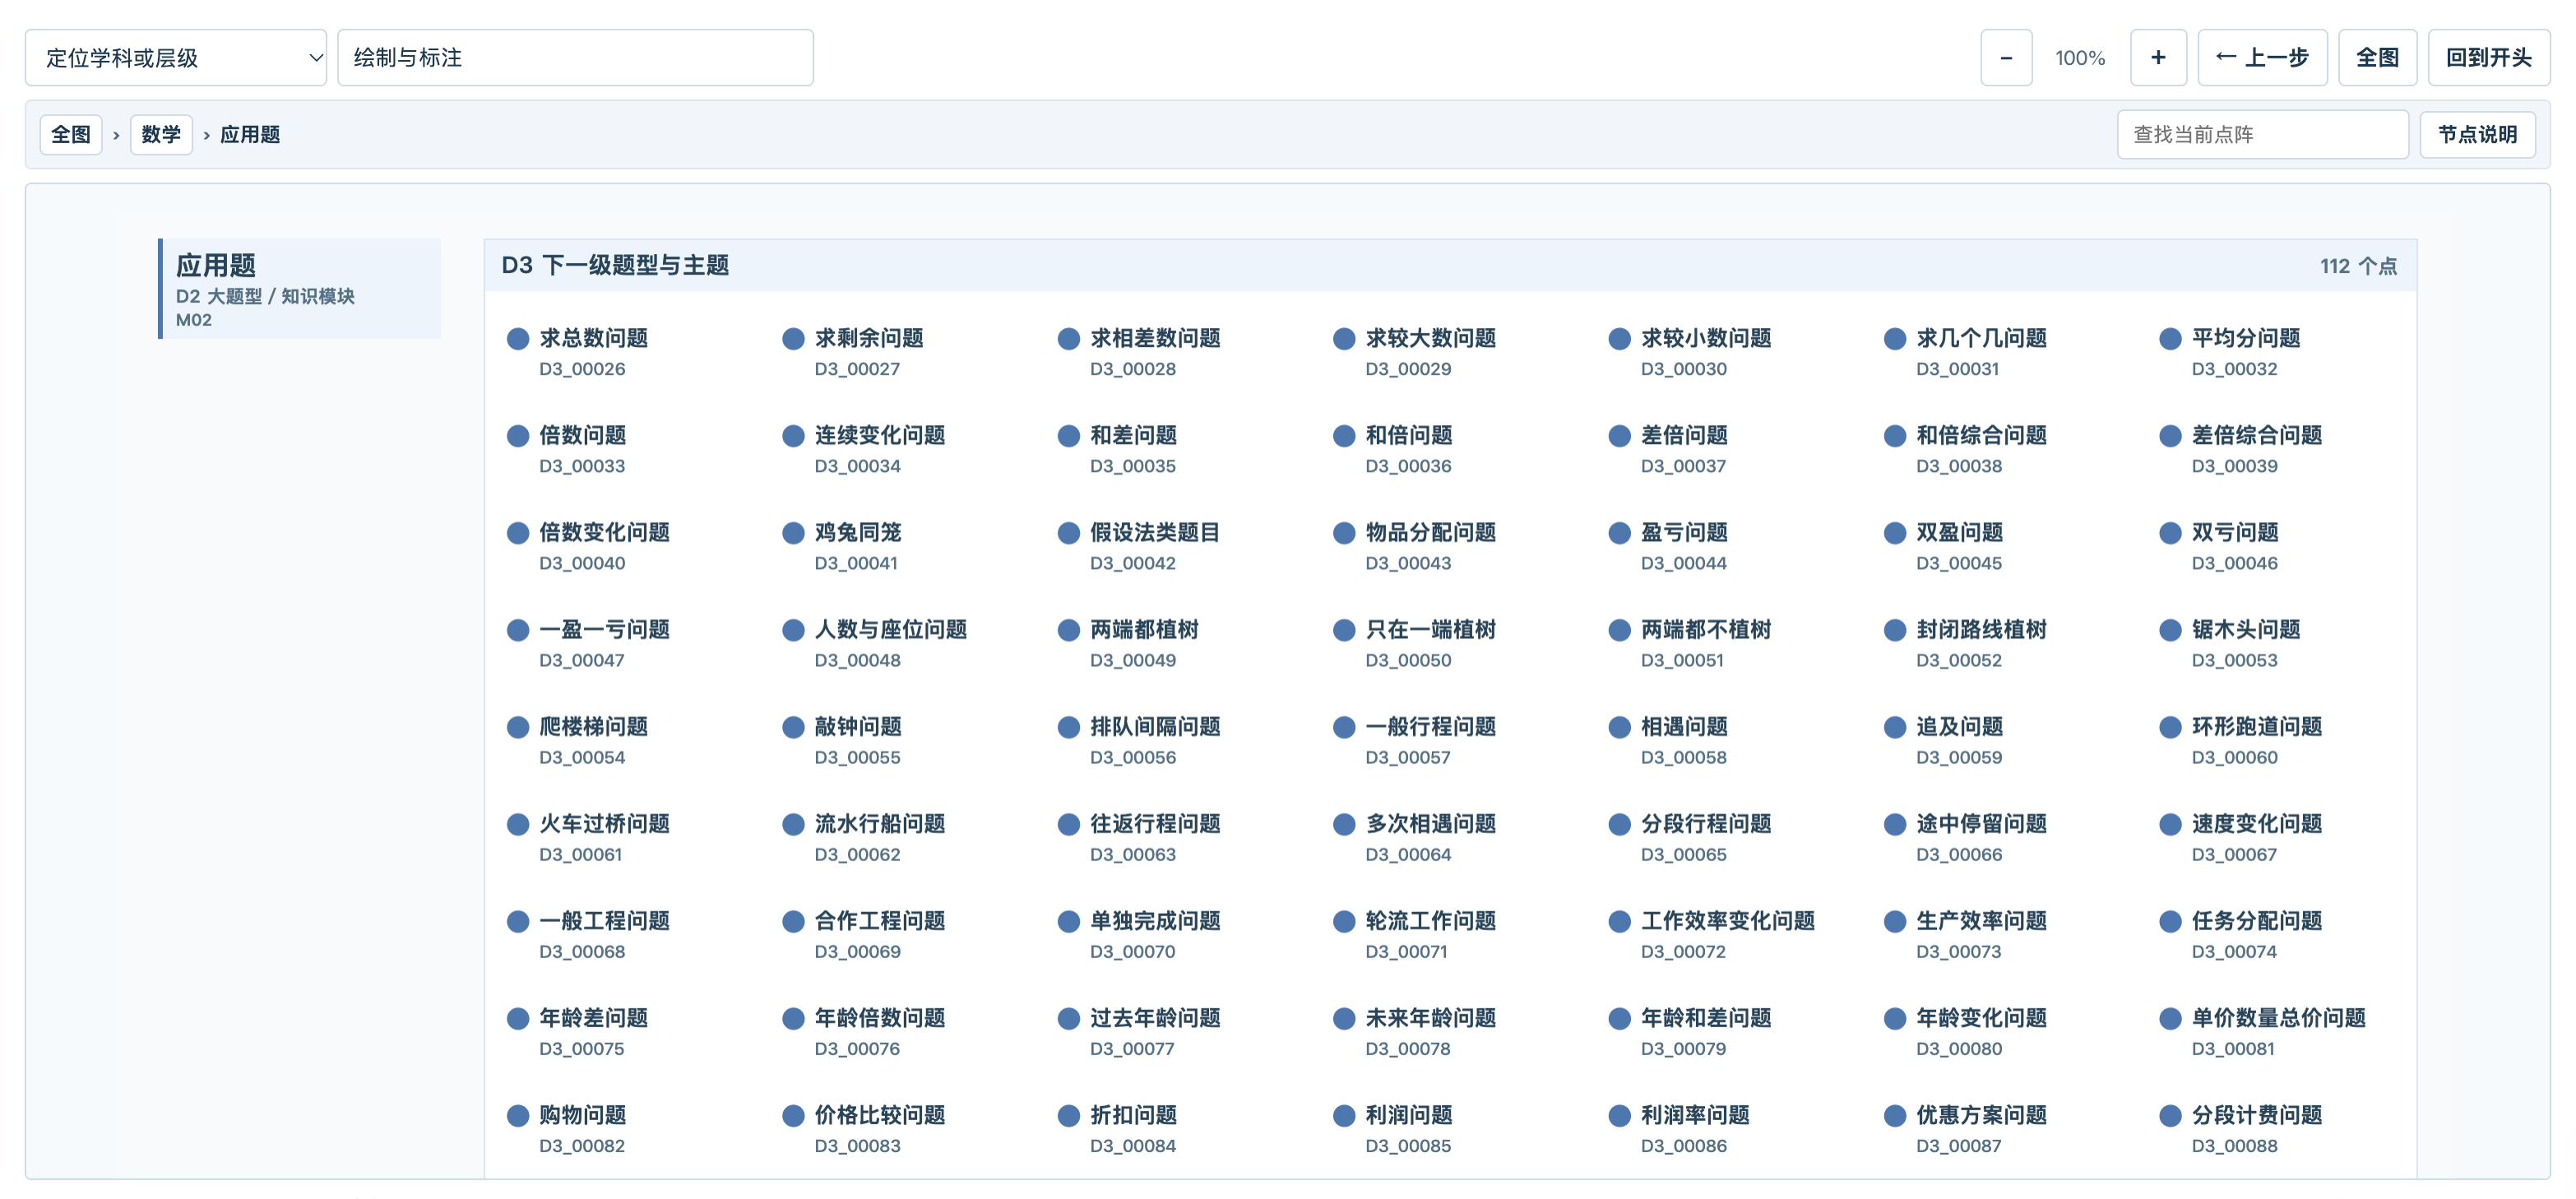 定位学科或层级
绘制与标注
−
100%
+
← 上一步
全图
回到开头
全图 › 数学 › 应用题
查找当前点阵
节点说明
应用题
D2 大题型 / 知识模块
M02
D3 下一级题型与主题
112 个点
求总数问题 求剩余问题 求相差数问题 求较大数问题 求较小数问题 求几个几问题 平均分问题
D3_00026 D3_00027 D3_00028 D3_00029 D3_00030 D3_00031 D3_00032
倍数问题 连续变化问题 和差问题 和倍问题 差倍问题 和倍综合问题 差倍综合问题
D3_00033 D3_00034 D3_00035 D3_00036 D3_00037 D3_00038 D3_00039
倍数变化问题 鸡兔同笼 假设法类题目 物品分配问题 盈亏问题 双盈问题 双亏问题
D3_00040 D3_00041 D3_00042 D3_00043 D3_00044 D3_00045 D3_00046
一盈一亏问题 人数与座位问题 两端都植树 只在一端植树 两端都不植树 封闭路线植树 锯木头问题
D3_00047 D3_00048 D3_00049 D3_00050 D3_00051 D3_00052 D3_00053
爬楼梯问题 敲钟问题 排队间隔问题 一般行程问题 相遇问题 追及问题 环形跑道问题
D3_00054 D3_00055 D3_00056 D3_00057 D3_00058 D3_00059 D3_00060
火车过桥问题 流水行船问题 往返行程问题 多次相遇问题 分段行程问题 途中停留问题 速度变化问题
D3_00061 D3_00062 D3_00063 D3_00064 D3_00065 D3_00066 D3_00067
一般工程问题 合作工程问题 单独完成问题 轮流工作问题 工作效率变化问题 生产效率问题 任务分配问题
D3_00068 D3_00069 D3_00070 D3_00071 D3_00072 D3_00073 D3_00074
年龄差问题 年龄倍数问题 过去年龄问题 未来年龄问题 年龄和差问题 年龄变化问题 单价数量总价问题
D3_00075 D3_00076 D3_00077 D3_00078 D3_00079 D3_00080 D3_00081
购物问题 价格比较问题 折扣问题 利润问题 利润率问题 优惠方案问题 分段计费问题
D3_00082 D3_00083 D3_00084 D3_00085 D3_00086 D3_00087 D3_00088